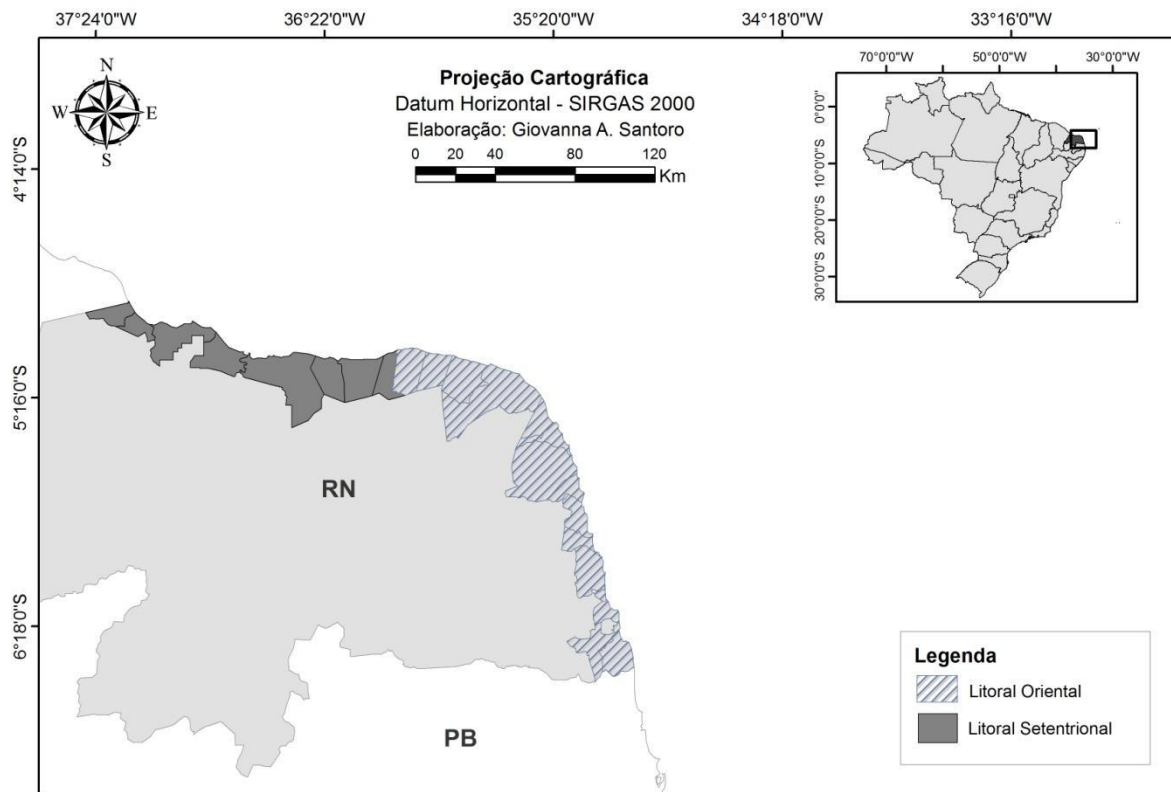 37°24'0"W 36°22'0"W 35°20'0"W 34°18'0"W 33°16'0"W
N
W E
S
Projeção Cartográfica
Datum Horizontal - SIRGAS 2000
Elaboração: Giovanna A. Santoro
0 20 40 80 120
Km
70°0'0"W 50°0'0"W 30°0'0"W
0°0'0"
10°0'0"S
20°0'0"S
30°0'0"S
4°14'0"S
5°16'0"S
6°18'0"S
RN
PB
Legenda
Litoral Oriental
Litoral Setentrional